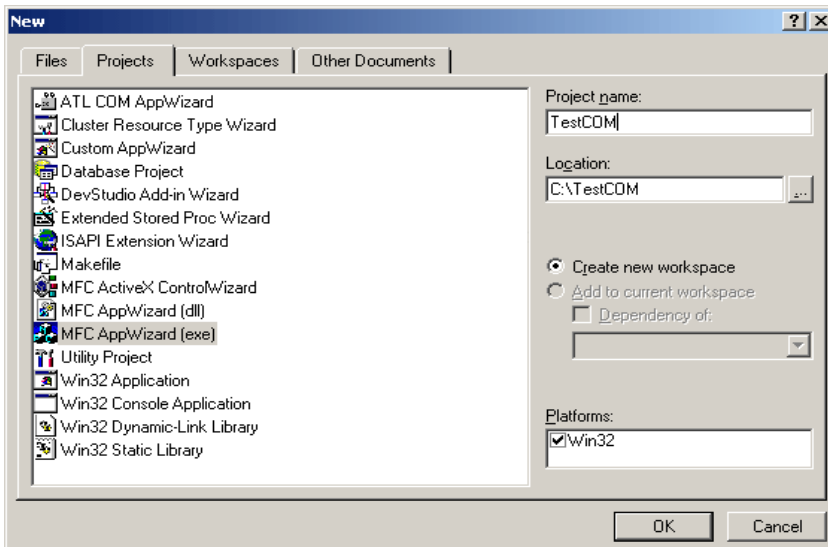 New
Files Projects Workspaces Other Documents
ATL COM AppWizard
Cluster Resource Type Wizard
Custom AppWizard
Database Project
DevStudio Add-in Wizard
Extended Stored Proc Wizard
ISAPI Extension Wizard
Makefile
MFC ActiveX ControlWizard
MFC AppWizard (dll)
MFC AppWizard (exe)
Utility Project
Win32 Application
Win32 Console Application
Win32 Dynamic-Link Library
Win32 Static Library
Project name:
TestCOM
Location:
C:\TestCOM
...
Create new workspace
Add to current workspace
Dependency of:
Platforms:
Win32
OK Cancel